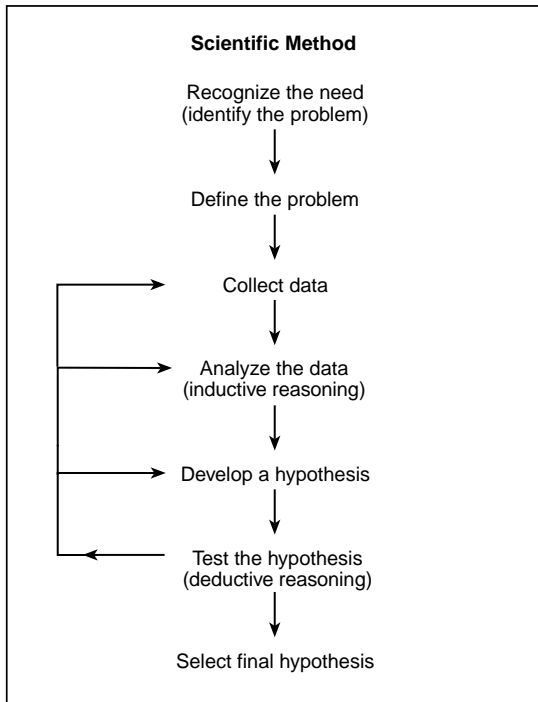 Scientific Method
Recognize the need
(identify the problem)
Define the problem
Collect data
Analyze the data
(inductive reasoning)
Develop a hypothesis
Test the hypothesis
(deductive reasoning)
Select final hypothesis